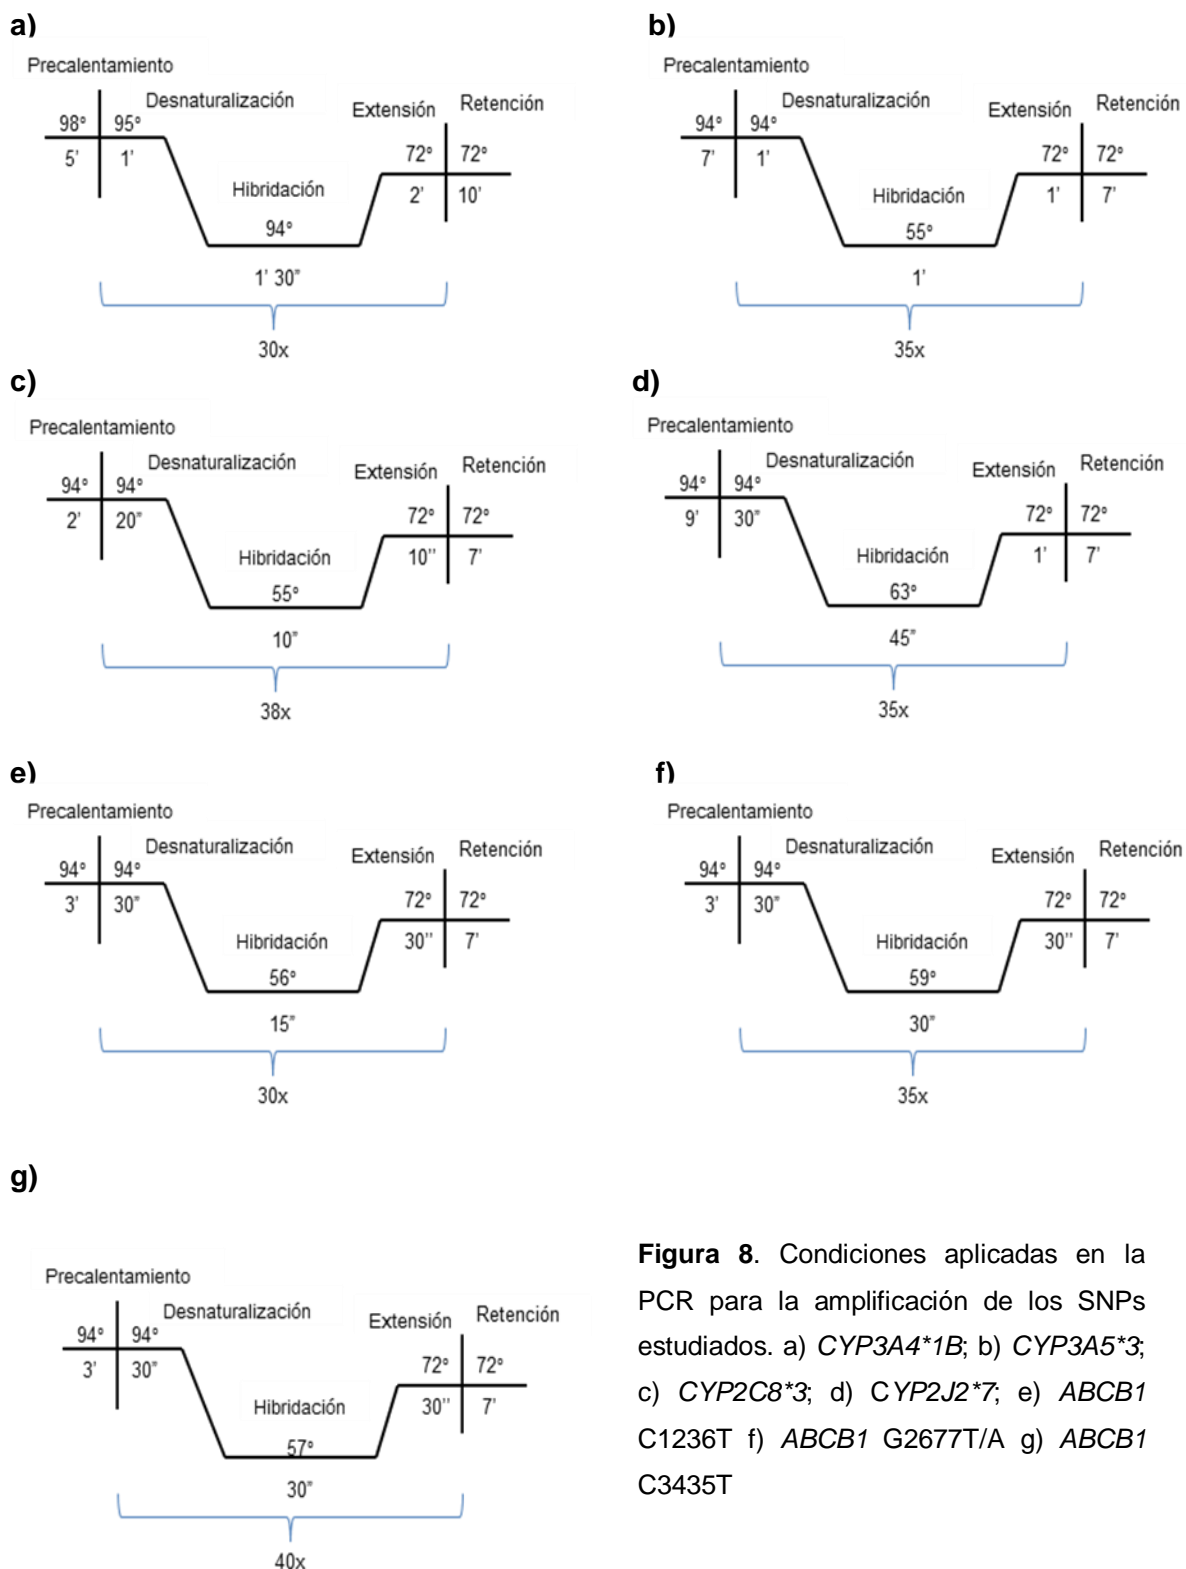 a)
Precalentamiento
Desnaturalización
Extensión
Retención
98°
95°
72°
72°
5'
1'
2'
10'
Hibridación
94°
1' 30”
30x
b)
Precalentamiento
Desnaturalización
Extensión
Retención
94°
94°
72°
72°
7'
1'
1'
7'
Hibridación
55°
1'
35x
c)
Precalentamiento
Desnaturalización
Extensión
Retención
94°
94°
72°
72°
2'
20”
10''
7'
Hibridación
55°
10”
38x
d)
Precalentamiento
Desnaturalización
Extensión
Retención
94°
94°
72°
72°
9'
30”
1'
7'
Hibridación
63°
45”
35x
e)
Precalentamiento
Desnaturalización
Extensión
Retención
94°
94°
72°
72°
3'
30”
30''
7'
Hibridación
56°
15”
30x
f)
Precalentamiento
Desnaturalización
Extensión
Retención
94°
94°
72°
72°
3'
30”
30''
7'
Hibridación
59°
30”
35x
g)
Precalentamiento
Desnaturalización
Extensión
Retención
94°
94°
72°
72°
3'
30”
30''
7'
Hibridación
57°
30”
40x
Figura 8. Condiciones aplicadas en la
PCR para la amplificación de los SNPs
estudiados. a) CYP3A4*1B; b) CYP3A5*3;
c) CYP2C8*3; d) CYP2J2*7; e) ABCB1
C1236T f) ABCB1 G2677T/A g) ABCB1
C3435T